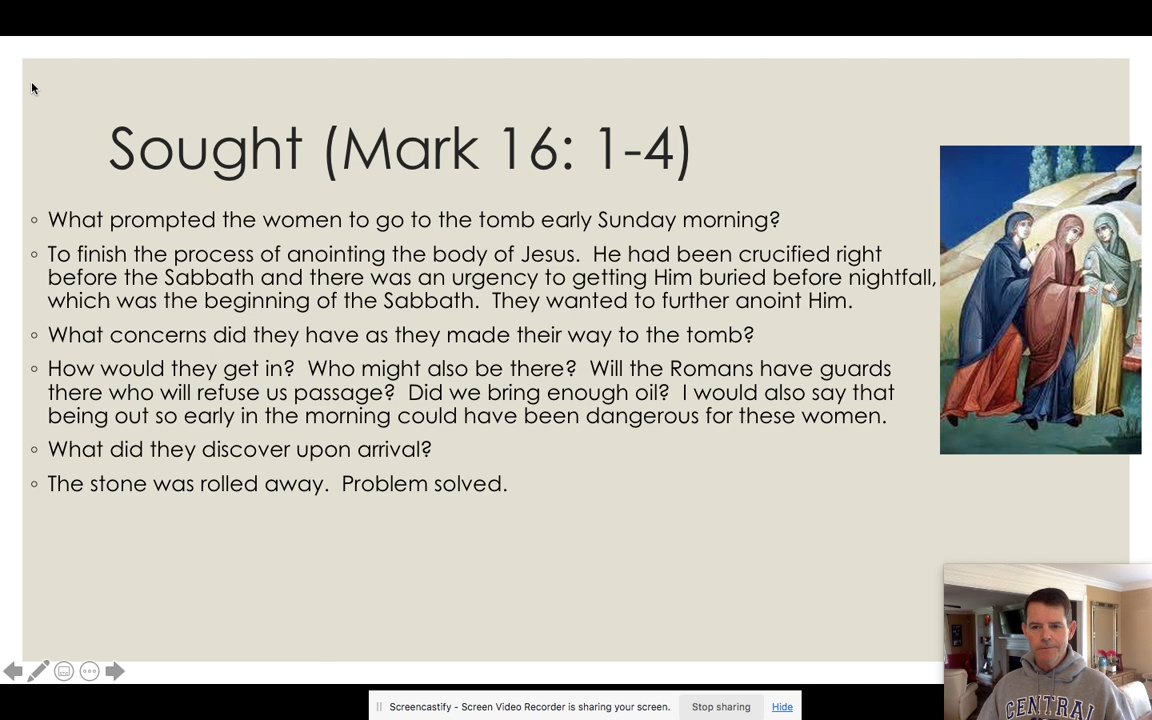 Sought (Mark 16: 1-4)
What prompted the women to go to the tomb early Sunday morning?
To finish the process of anointing the body of Jesus.  He had been crucified right
before the Sabbath and there was an urgency to getting Him buried before nightfall,
which was the beginning of the Sabbath.  They wanted to further anoint Him.
What concerns did they have as they made their way to the tomb?
How would they get in?  Who might also be there?  Will the Romans have guards
there who will refuse us passage?  Did we bring enough oil?  I would also say that
being out so early in the morning could have been dangerous for these women.
What did they discover upon arrival?
The stone was rolled away.  Problem solved.
CENTRAL
Screencastify - Screen Video Recorder is sharing your screen. Stop sharing Hide